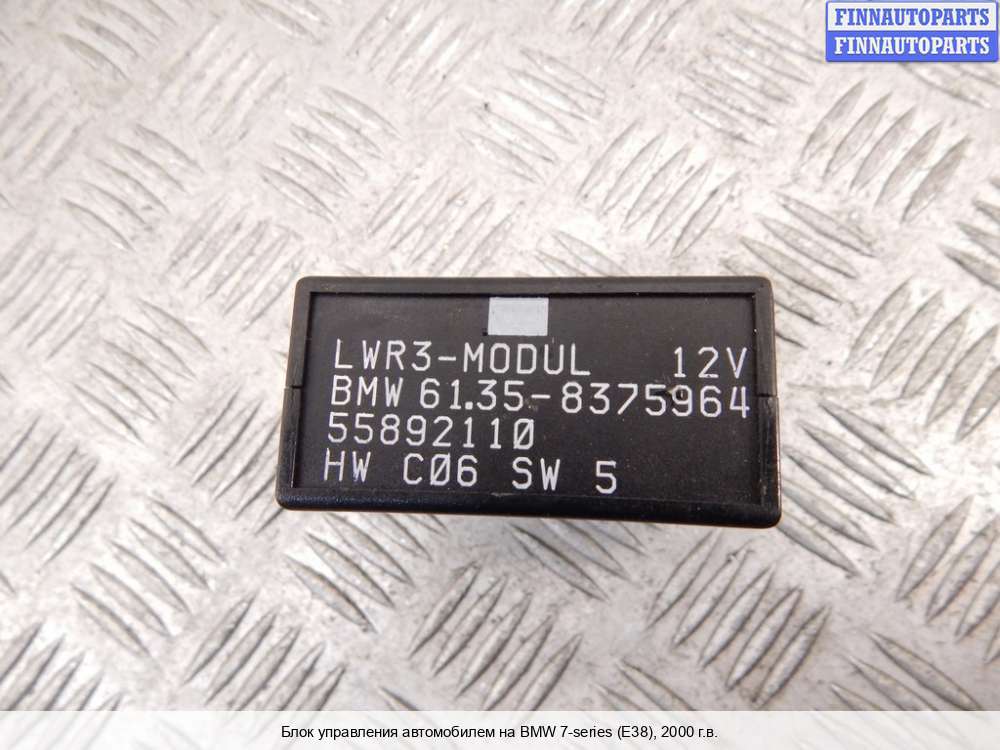 FINNAUTOPARTS
FINNAUTOPARTS
LWR3-MODUL 12V
BMW 61.35-8375964
55892110
HW C06 SW 5
Блок управления автомобилем на BMW 7-series (E38), 2000 г.в.